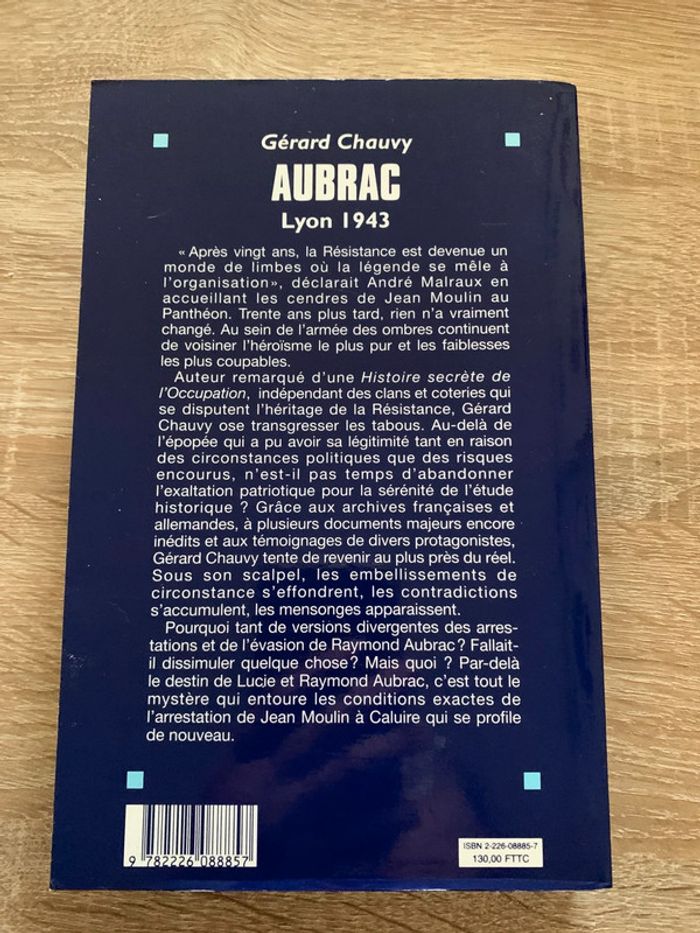 Gérard Chauvy
AUBRAC
Lyon 1943
« Après vingt ans, la Résistance est devenue un
monde de limbes où la légende se mêle à
l'organisation», déclarait André Malraux en
accueillant les cendres de Jean Moulin au
Panthéon. Trente ans plus tard, rien n'a vraiment
changé. Au sein de l'armée des ombres continuent
de voisiner l'héroïsme le plus pur et les faiblesses
les plus coupables.
Auteur remarqué d'une Histoire secrète de
l'Occupation, indépendant des clans et coteries qui
se disputent l'héritage de la Résistance, Gérard
Chauvy ose transgresser les tabous. Au-delà de
l'épopée qui a pu avoir sa légitimité tant en raison
des circonstances politiques que des risques
encourus, n'est-il pas temps d'abandonner
l'exaltation patriotique pour la sérénité de l'étude
historique ? Grâce aux archives françaises et
allemandes, à plusieurs documents majeurs encore
inédits et aux témoignages de divers protagonistes,
Gérard Chauvy tente de revenir au plus près du réel.
Sous son scalpel, les embellissements de
circonstance s'effondrent, les contradictions
s'accumulent, les mensonges apparaissent.
Pourquoi tant de versions divergentes des arres-
tations et de l'évasion de Raymond Aubrac ? Fallait-
il dissimuler quelque chose ? Mais quoi ? Par-delà
le destin de Lucie et Raymond Aubrac, c'est tout le
mystère qui entoure les conditions exactes de
l'arrestation de Jean Moulin à Caluire qui se profile
de nouveau.
9 782226 088857
ISBN 2-226-08885-7
130,00 FTTC